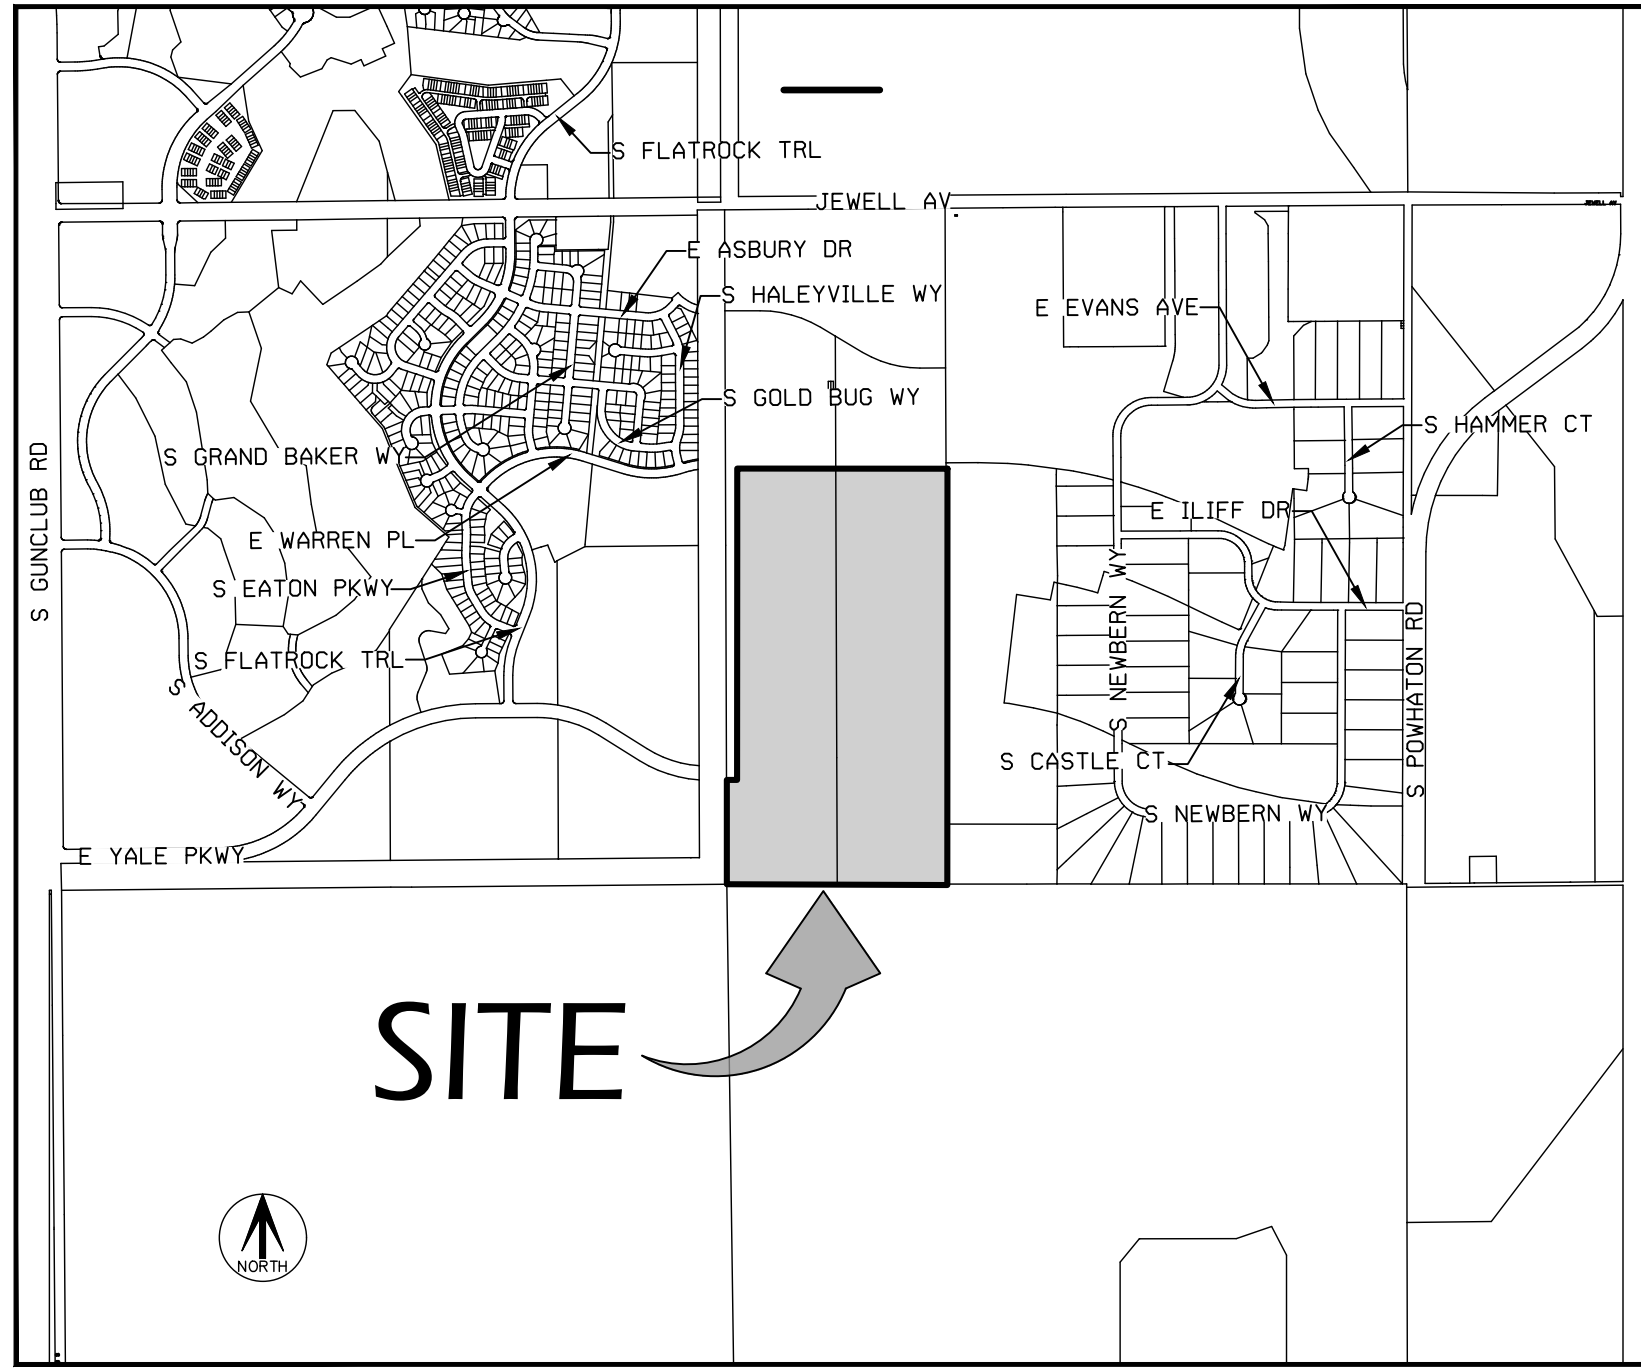 S FLATROCK TRL
JEWELL AV
JEWELL AV
E ASBURY DR
S HALEYVILLE WY
E EVANS AVE
S GOLD BUG WY
S HAMMER CT
S GRAND BAKER WY
S GUNCLUB RD
E ILIFF DR
E WARREN PL
S EATON PKWY
S NEWBERN WY
S FLATROCK TRL
S POWHATON RD
S ADDISON WY
S CASTLE CT
S NEWBERN WY
E YALE PKWY
SITE
NORTH